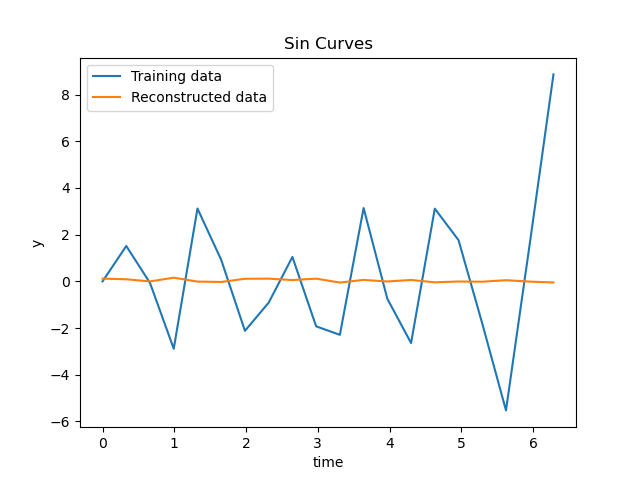 Sin Curves
Training data
Reconstructed data
8
6
4
2
0
−2
−4
−6
y
0 1 2 3 4 5 6
time